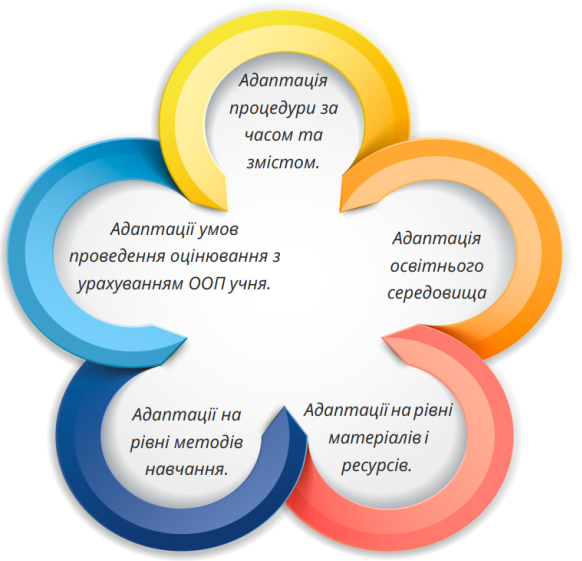 Адаптація
процедури за
часом та
змістом.
Адаптації умов
проведення оцінювання з
урахуванням ООП учня.
Адаптація
освітнього
середовища
Адаптації на
рівні методів
навчання.
Адаптації на рівні
матеріалів і
ресурсів.